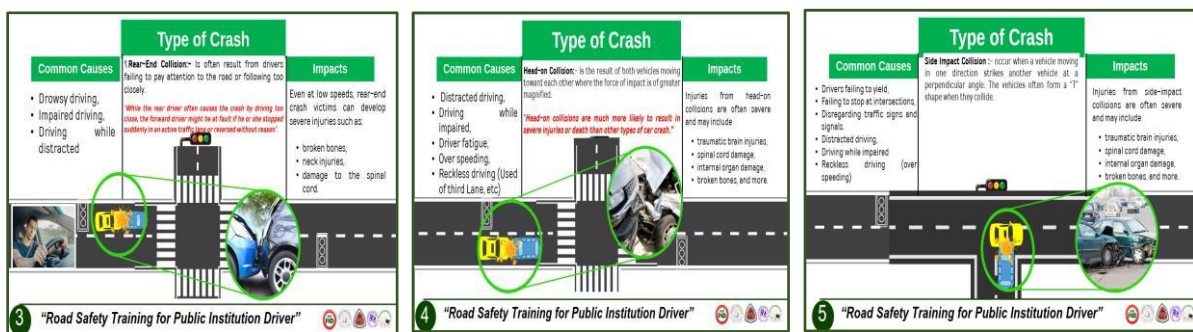 Type of Crash
Common Causes
Impacts
• Drowsy driving,
• Impaired driving,
• Driving while
distracted
1.Rear-End Collision:- Is often result from drivers
failing to pay attention to the road or following too
closely.
"While the rear driver often causes the crash by driving too
close, the forward driver might be at fault if he or she stopped
suddenly in an active traffic lane or reversed without reason"
Even at low speeds, rear-end
crash victims can develop
severe injuries such as:
• broken bones,
• neck injuries,
• damage to the spinal
cord.
3
"Road Safety Training for Public Institution Driver"
Type of Crash
Common Causes
Impacts
• Distracted driving,
• Driving while
impaired,
• Driver fatigue,
• Over speeding,
• Reckless driving (Used
of third Lane, etc)
Head-on Collision:- is the result of both vehicles moving
toward each other where the force of impact is of greater
magnified.
"Head-on collisions are much more likely to result in
severe injuries or death than other types of car crash."
Injuries from head-on
collisions are often severe
and may include
• traumatic brain injuries,
• spinal cord damage,
• internal organ damage,
• broken bones, and more.
4
"Road Safety Training for Public Institution Driver"
Type of Crash
Common Causes
Impacts
• Drivers failing to yield,
• Failing to stop at intersections,
• Disregarding traffic signs and
signals.
• Distracted driving,
• Driving while impaired
• Reckless driving (over
speeding)
Side Impact Collision :- occur when a vehicle moving
in one direction strikes another vehicle at a
perpendicular angle. The vehicles often form a "T"
shape when they collide.
Injuries from side-impact
collisions are often severe
and may include
• traumatic brain injuries,
• spinal cord damage,
• internal organ damage,
• broken bones, and more.
5
"Road Safety Training for Public Institution Driver"